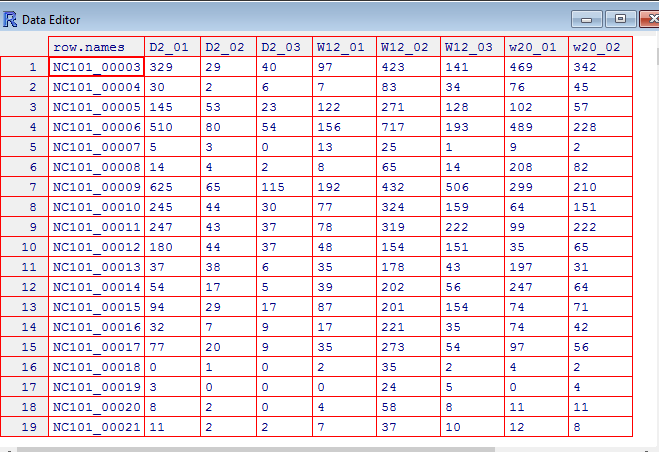 R Data Editor
row.names D2_01 D2_02 D2_03 W12_01 W12_02 W12_03 w20_01 w20_02
1 NC101_00003 329 29 40 97 423 141 469 342
2 NC101_00004 30 2 6 7 83 34 76 45
3 NC101_00005 145 53 23 122 271 128 102 57
4 NC101_00006 510 80 54 156 717 193 489 228
5 NC101_00007 5 3 0 13 25 1 9 2
6 NC101_00008 14 4 2 8 65 14 208 82
7 NC101_00009 625 65 115 192 432 506 299 210
8 NC101_00010 245 44 30 77 324 159 64 151
9 NC101_00011 247 43 37 78 319 222 99 222
10 NC101_00012 180 44 37 48 154 151 35 65
11 NC101_00013 37 38 6 35 178 43 197 31
12 NC101_00014 54 17 5 39 202 56 247 64
13 NC101_00015 94 29 17 87 201 154 74 71
14 NC101_00016 32 7 9 17 221 35 74 42
15 NC101_00017 77 20 9 35 273 54 97 56
16 NC101_00018 0 1 0 2 35 2 4 2
17 NC101_00019 3 0 0 0 24 5 0 4
18 NC101_00020 8 2 0 4 58 8 11 11
19 NC101_00021 11 2 2 7 37 10 12 8